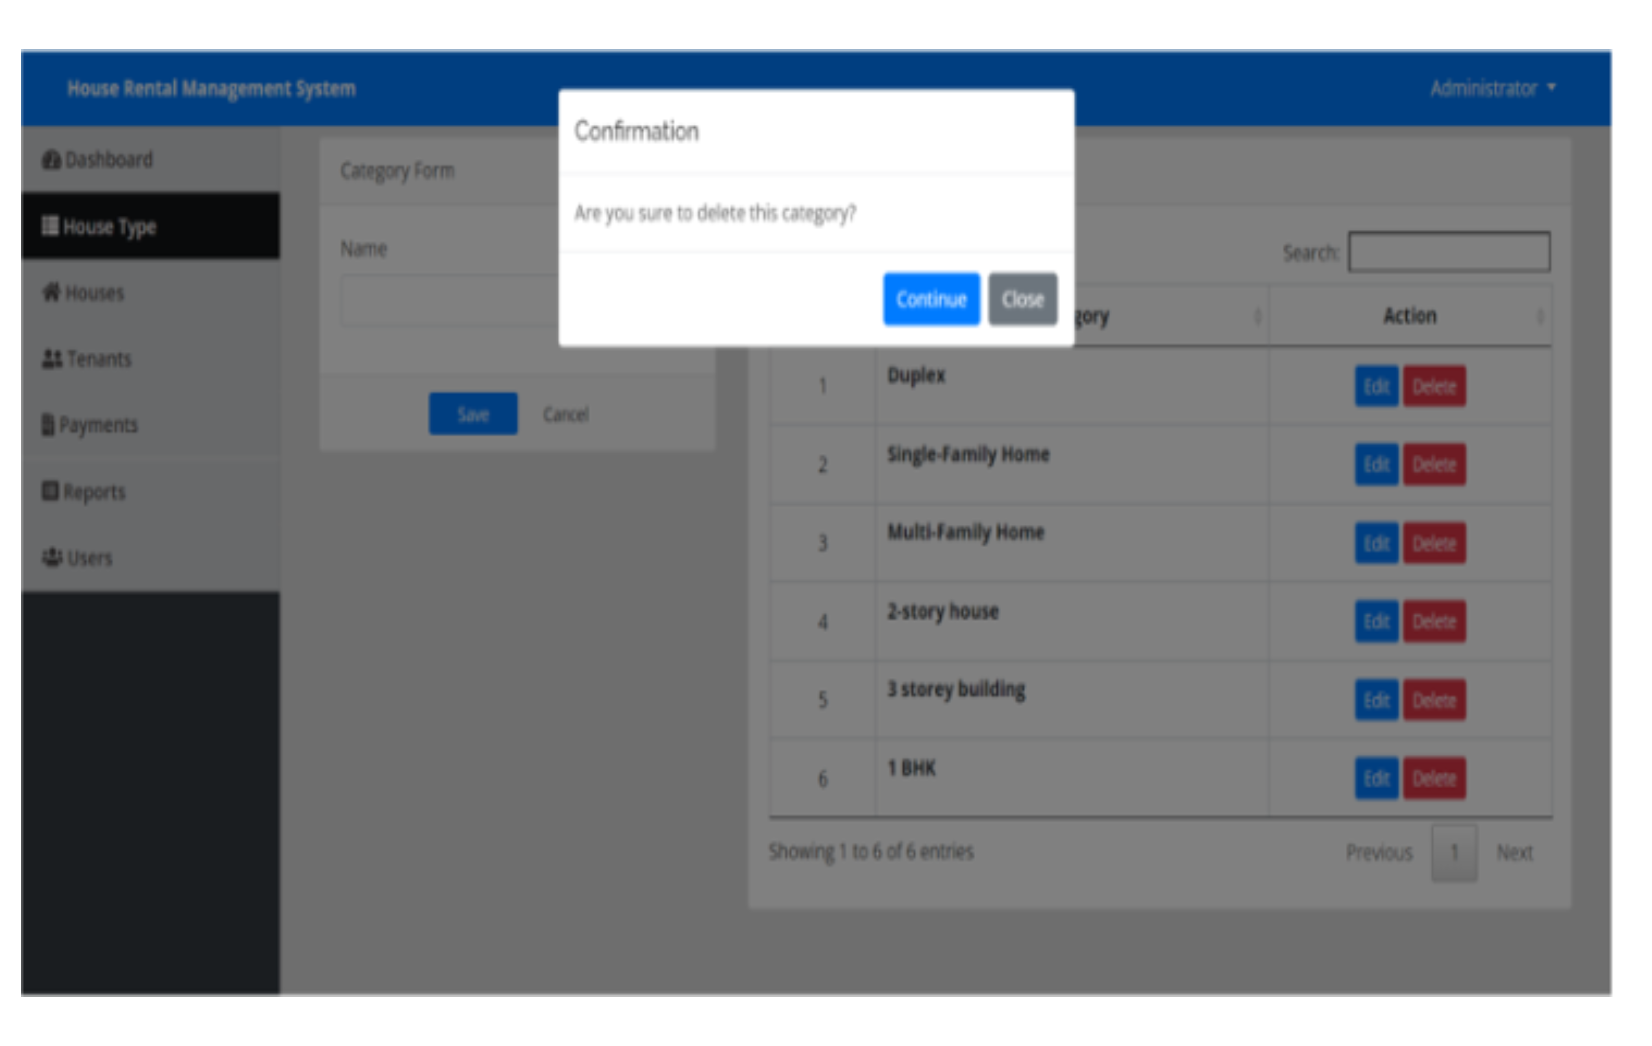 House Rental Management System
Administrator
Dashboard
House Type
Houses
Tenants
Payments
Reports
Users
Category Form
Name
Save Cancel
Confirmation
Are you sure to delete this category?
Continue Close
Search:
gory Action
1 Duplex Edit Delete
2 Single-Family Home Edit Delete
3 Multi-Family Home Edit Delete
4 2-story house Edit Delete
5 3 storey building Edit Delete
6 1 BHK Edit Delete
Showing 1 to 6 of 6 entries
Previous 1 Next